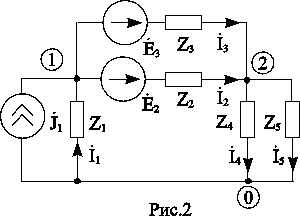 Ė₃ Z₃ İ₃
1 2
J̇₁ Z₁ Ė₂ Z₂ İ₂ Z₄ Z₅
İ₁ İ₄ İ₅
0
Рис.2